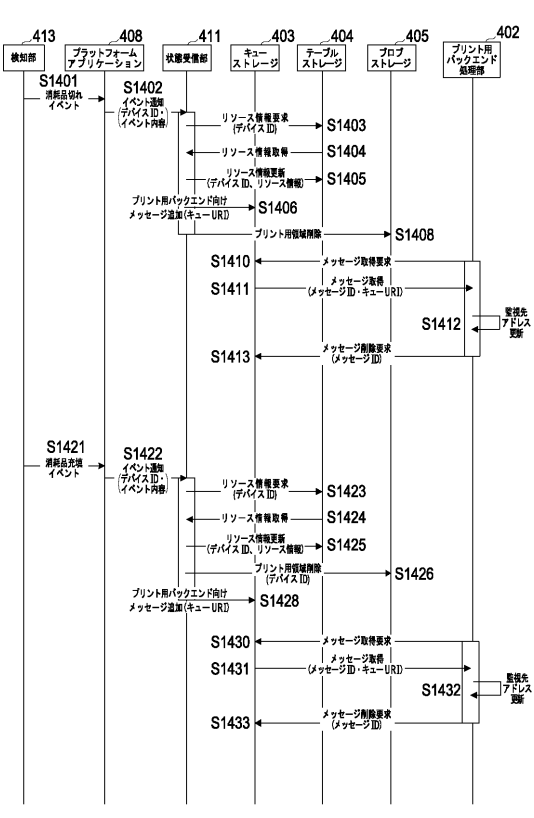 413
408
411
403
404
405
402
検知部
プラットフォーム
アプリケーション
状態受信部
キュー
ストレージ
テーブル
ストレージ
ブロブ
ストレージ
プリント用
バックエンド
処理部
S1401
消耗品切れ
イベント
S1402
イベント通知
(デバイスID・
イベント内容)
リソース情報要求
(デバイスID)
S1403
リソース情報取得
S1404
リソース情報更新
(デバイスID、リソース情報)
S1405
プリント用バックエンド向け
メッセージ追加(キューURI)
S1406
プリント用領域削除
S1408
S1410
メッセージ取得要求
S1411
メッセージ取得
(メッセージID・キューURI)
S1412
監視先
アドレス
更新
S1413
メッセージ削除要求
(メッセージID)
S1421
消耗品充填
イベント
S1422
イベント通知
(デバイスID・
イベント内容)
リソース情報要求
(デバイスID)
S1423
リソース情報取得
S1424
リソース情報更新
(デバイスID、リソース情報)
S1425
プリント用領域削除
(デバイスID)
S1426
プリント用バックエンド向け
メッセージ追加(キューURI)
S1428
S1430
メッセージ取得要求
S1431
メッセージ取得
(メッセージID・キューURI)
S1432
監視先
アドレス
更新
S1433
メッセージ削除要求
(メッセージID)